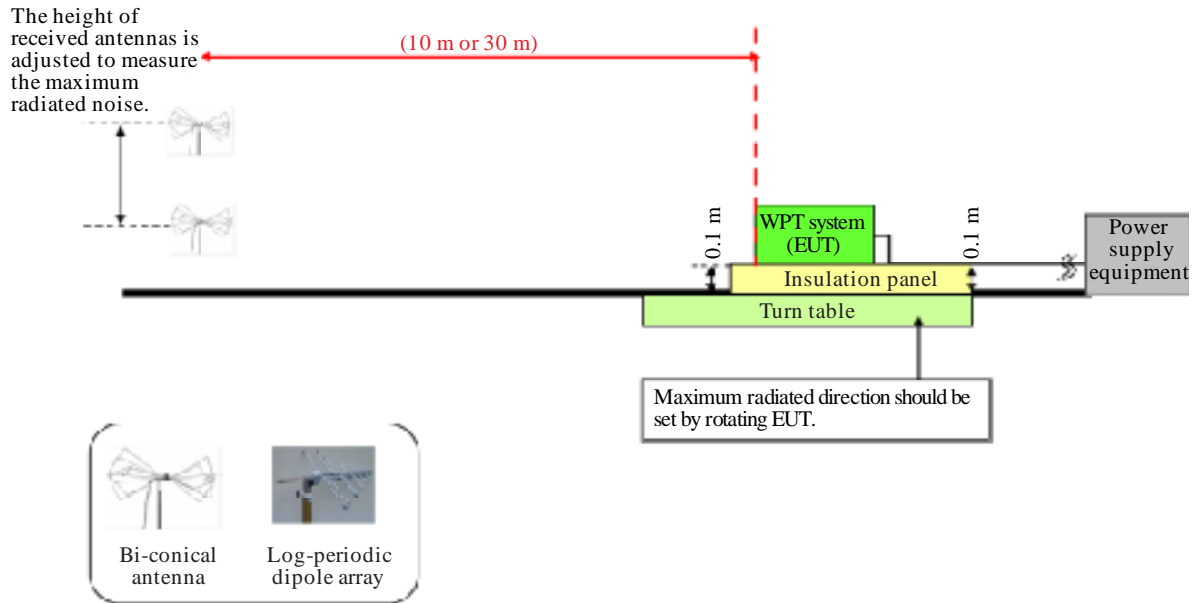 The height of
received antennas is
adjusted to measure
the maximum
radiated noise.
(10 m or 30 m)
0.1 m
WPT system
(EUT)
0.1 m
Power
supply
equipment
Insulation panel
Turn table
Maximum radiated direction should be
set by rotating EUT.
Bi-conical
antenna
Log-periodic
dipole array